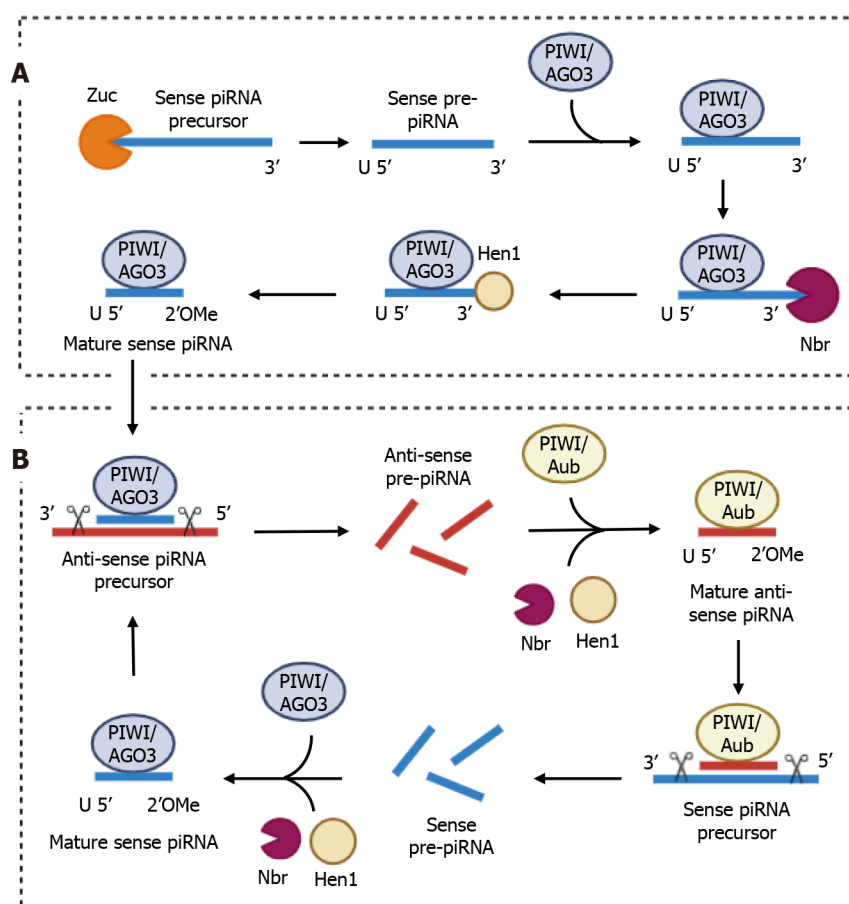 A
PIWI/
AGO3
Zuc
Sense piRNA
precursor
3′
Sense pre-
piRNA
U 5′ 3′
PIWI/
AGO3
U 5′ 3′
PIWI/
AGO3
U 5′ 2′OMe
Mature sense piRNA
PIWI/
AGO3
Hen1
U 5′ 3′
PIWI/
AGO3
U 5′ 3′
Nbr
B
PIWI/
AGO3
3′ 5′
Anti-sense piRNA
precursor
Anti-sense
pre-piRNA
PIWI/
Aub
Nbr Hen1
PIWI/
Aub
U 5′ 2′OMe
Mature anti-
sense piRNA
PIWI/
AGO3
U 5′ 2′OMe
Mature sense piRNA
PIWI/
AGO3
Nbr Hen1
Sense
pre-piRNA
PIWI/
Aub
3′ 5′
Sense piRNA
precursor